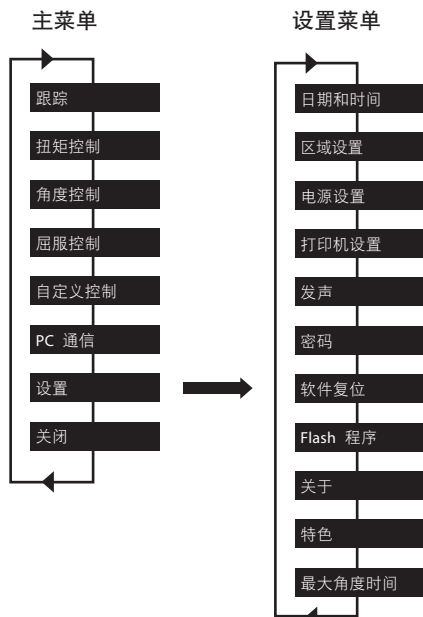 主菜单
跟踪
扭矩控制
角度控制
屈服控制
自定义控制
PC 通信
设置
关闭
设置菜单
日期和时间
区域设置
电源设置
打印机设置
发声
密码
软件复位
Flash 程序
关于
特色
最大角度时间